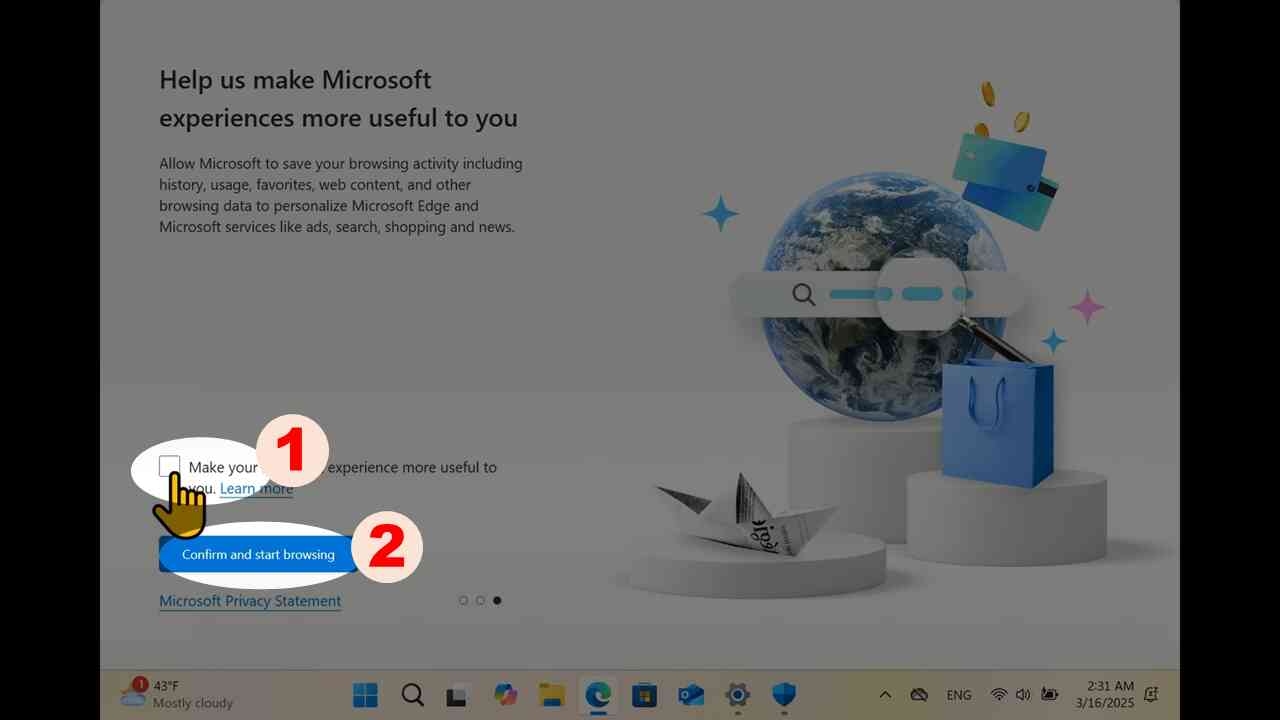 Help us make Microsoft
experiences more useful to you
Allow Microsoft to save your browsing activity including
history, usage, favorites, web content, and other
browsing data to personalize Microsoft Edge and
Microsoft services like ads, search, shopping and news.
1
Make your experience more useful to
you. Learn more
2
Confirm and start browsing
Microsoft Privacy Statement
1
43°F
Mostly cloudy
ENG
2:31 AM
3/16/2025